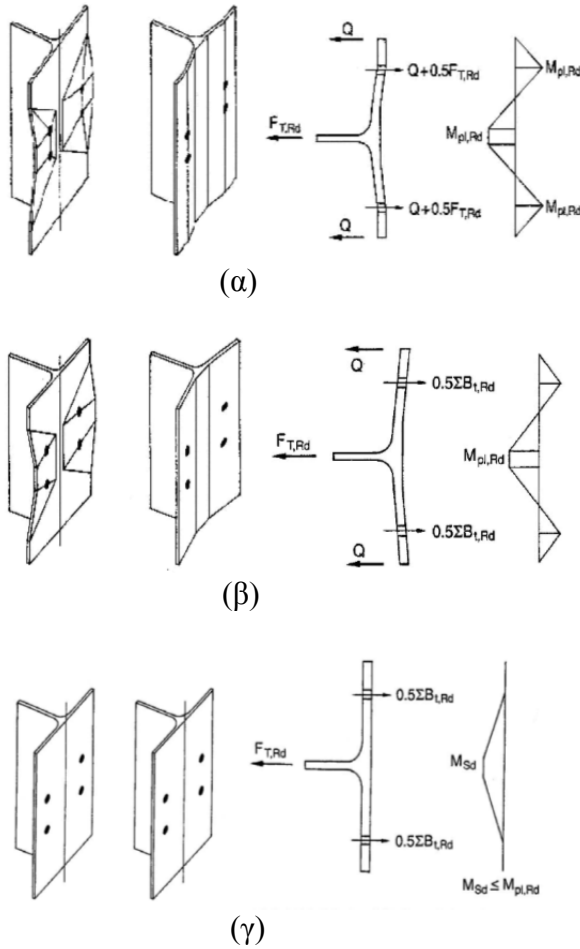 Q
Q+0.5F_T,Rd
M_pl,Rd
F_T,Rd
M_pl,Rd
Q
Q+0.5F_T,Rd
M_pl,Rd
(α)
Q
0.5ΣB_t,Rd
F_T,Rd
M_pl,Rd
Q
0.5ΣB_t,Rd
(β)
0.5ΣB_t,Rd
F_T,Rd
M_Sd
0.5ΣB_t,Rd
M_Sd ≤ M_pl,Rd
(γ)